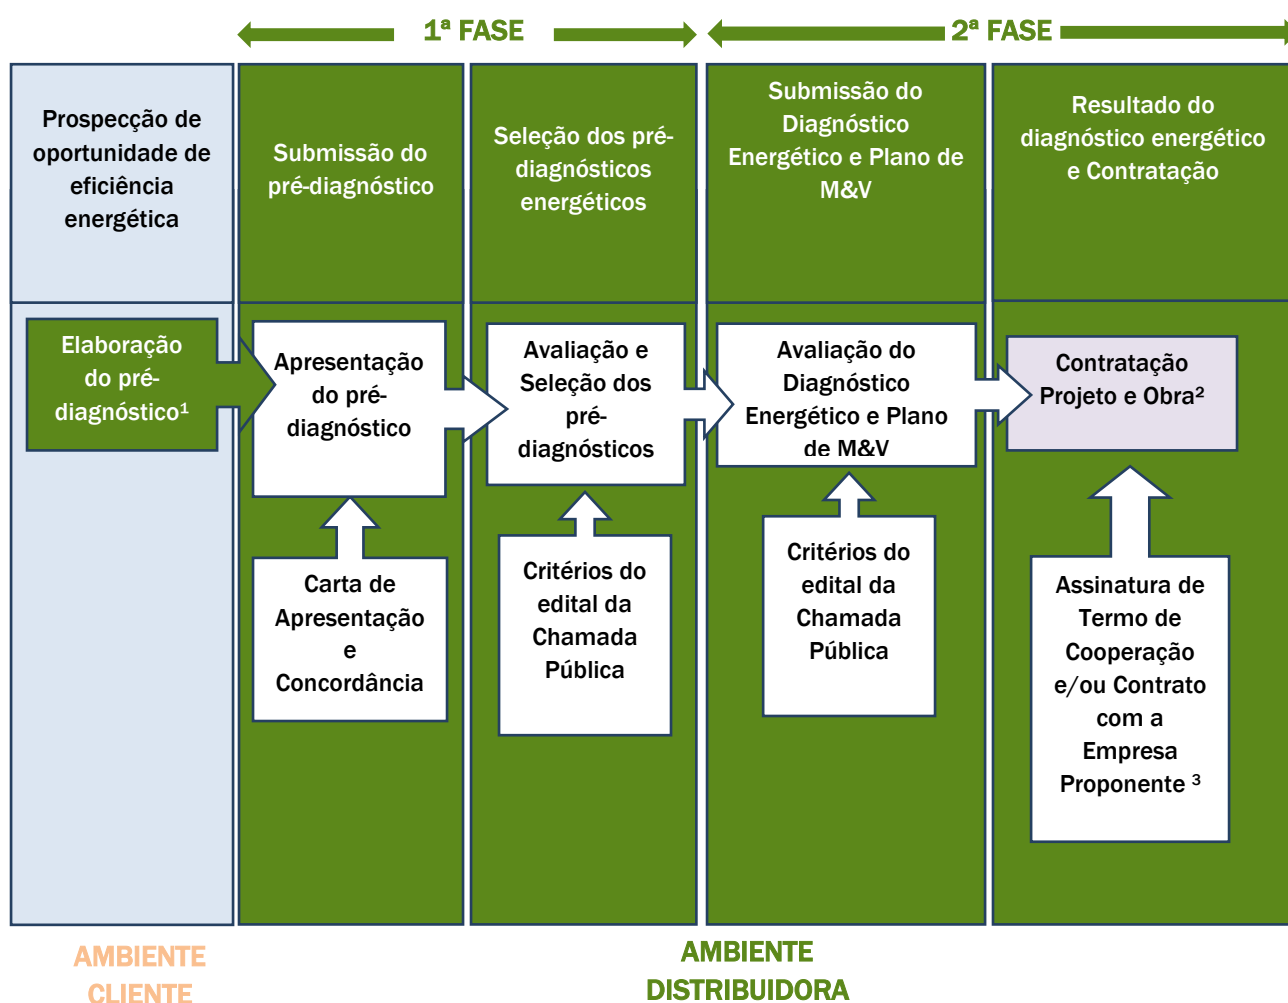 1ª FASE
2ª FASE
Prospecção de
oportunidade de
eficiência
energética
Submissão do
pré-diagnóstico
Seleção dos pré-
diagnósticos
energéticos
Submissão do
Diagnóstico
Energético e Plano de
M&V
Resultado do
diagnóstico energético
e Contratação
Elaboração
do pré-
diagnóstico¹
Apresentação
do pré-
diagnóstico
Avaliação e
Seleção dos
pré-
diagnósticos
Avaliação do
Diagnóstico
Energético e Plano
de M&V
Contratação
Projeto e Obra²
Carta de
Apresentação
e
Concordância
Critérios do
edital da
Chamada
Pública
Critérios do
edital da
Chamada
Pública
Assinatura de
Termo de
Cooperação
e/ou Contrato
com a
Empresa
Proponente ³
AMBIENTE
CLIENTE
AMBIENTE
DISTRIBUIDORA